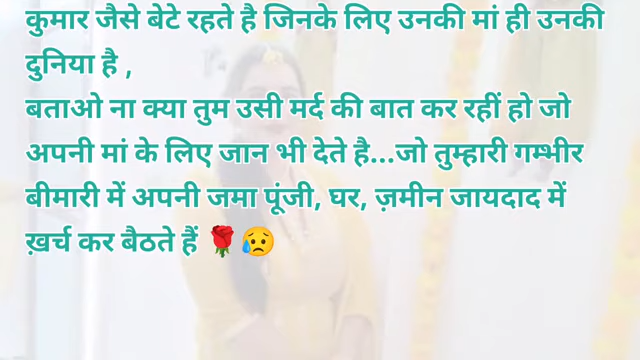 कुमार जैसे बेटे रहते है जिनके लिए उनकी मां ही उनकी
दुनिया है ,
बताओ ना क्या तुम उसी मर्द की बात कर रहीं हो जो
अपनी मां के लिए जान भी देते है...जो तुम्हारी गम्भीर
बीमारी में अपनी जमा पूंजी, घर, ज़मीन जायदाद में
ख़र्च कर बैठते हैं 🌹😥